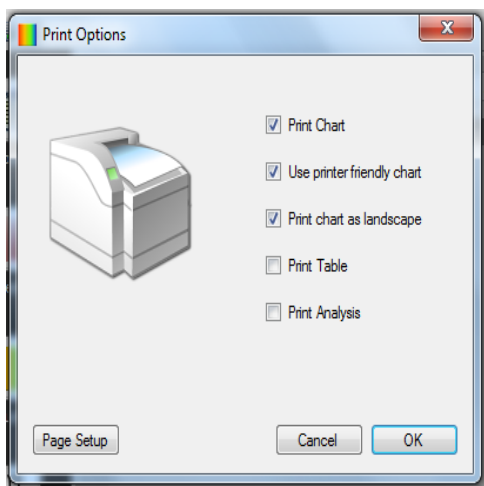 Print Options
Print Chart
Use printer friendly chart
Print chart as landscape
Print Table
Print Analysis
Page Setup
Cancel
OK